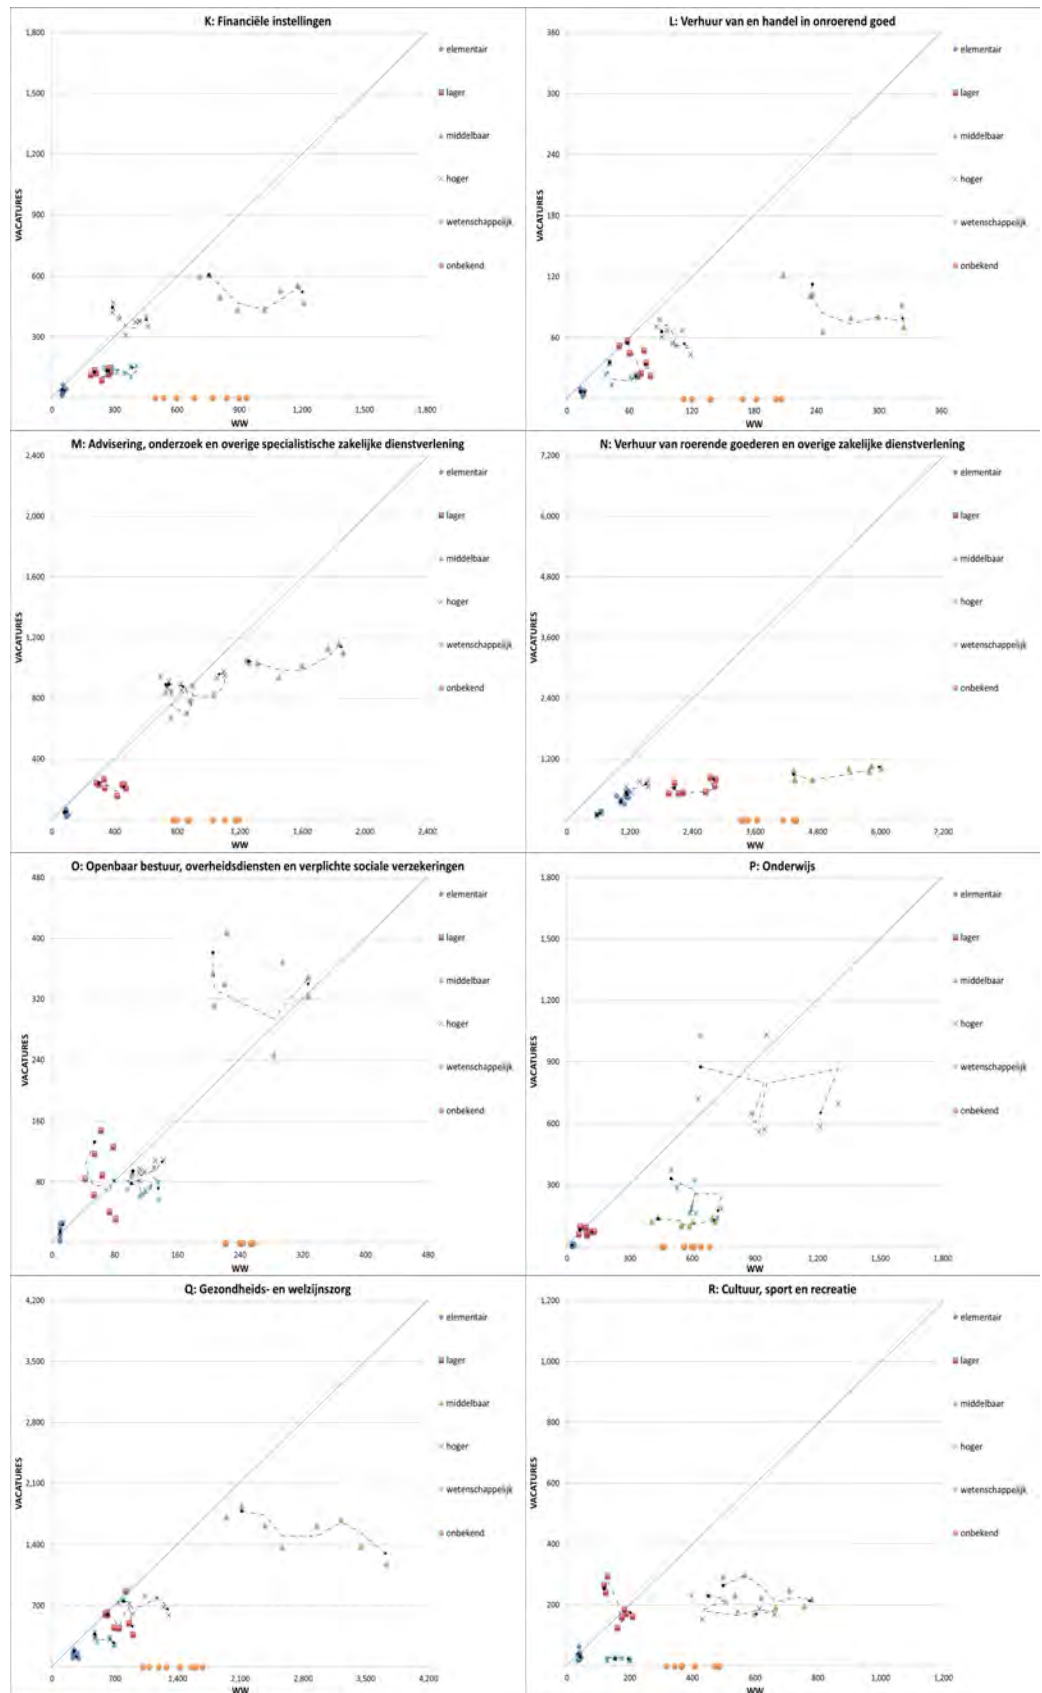 K: Financiële instellingen
VACATURES
1,800
1,500
1,200
900
600
300
0 300 600 900 1,200 1,500 1,800
WW
elementair
lager
middelbaar
hoger
wetenschappelijk
onbekend
L: Verhuur van en handel in onroerend goed
VACATURES
360
300
240
180
120
60
0 60 120 180 240 300 360
WW
elementair
lager
middelbaar
hoger
wetenschappelijk
onbekend
M: Advisering, onderzoek en overige specialistische zakelijke dienstverlening
VACATURES
2,400
2,000
1,600
1,200
800
400
0 400 800 1,200 1,600 2,000 2,400
WW
elementair
lager
middelbaar
hoger
wetenschappelijk
onbekend
N: Verhuur van roerende goederen en overige zakelijke dienstverlening
VACATURES
7,200
6,000
4,800
3,600
2,400
1,200
0 1,200 2,400 3,600 4,800 6,000 7,200
WW
elementair
lager
middelbaar
hoger
wetenschappelijk
onbekend
O: Openbaar bestuur, overheidsdiensten en verplichte sociale verzekeringen
VACATURES
480
400
320
240
160
80
0 80 160 240 320 400 480
WW
elementair
lager
middelbaar
hoger
wetenschappelijk
onbekend
P: Onderwijs
VACATURES
1,800
1,500
1,200
900
600
300
0 300 600 900 1,200 1,500 1,800
WW
elementair
lager
middelbaar
hoger
wetenschappelijk
onbekend
Q: Gezondheids- en welzijnszorg
VACATURES
4,200
3,500
2,800
2,100
1,400
700
0 700 1,400 2,100 2,800 3,500 4,200
WW
elementair
lager
middelbaar
hoger
wetenschappelijk
onbekend
R: Cultuur, sport en recreatie
VACATURES
1,200
1,000
800
600
400
200
0 200 400 600 800 1,000 1,200
WW
elementair
lager
middelbaar
hoger
wetenschappelijk
onbekend